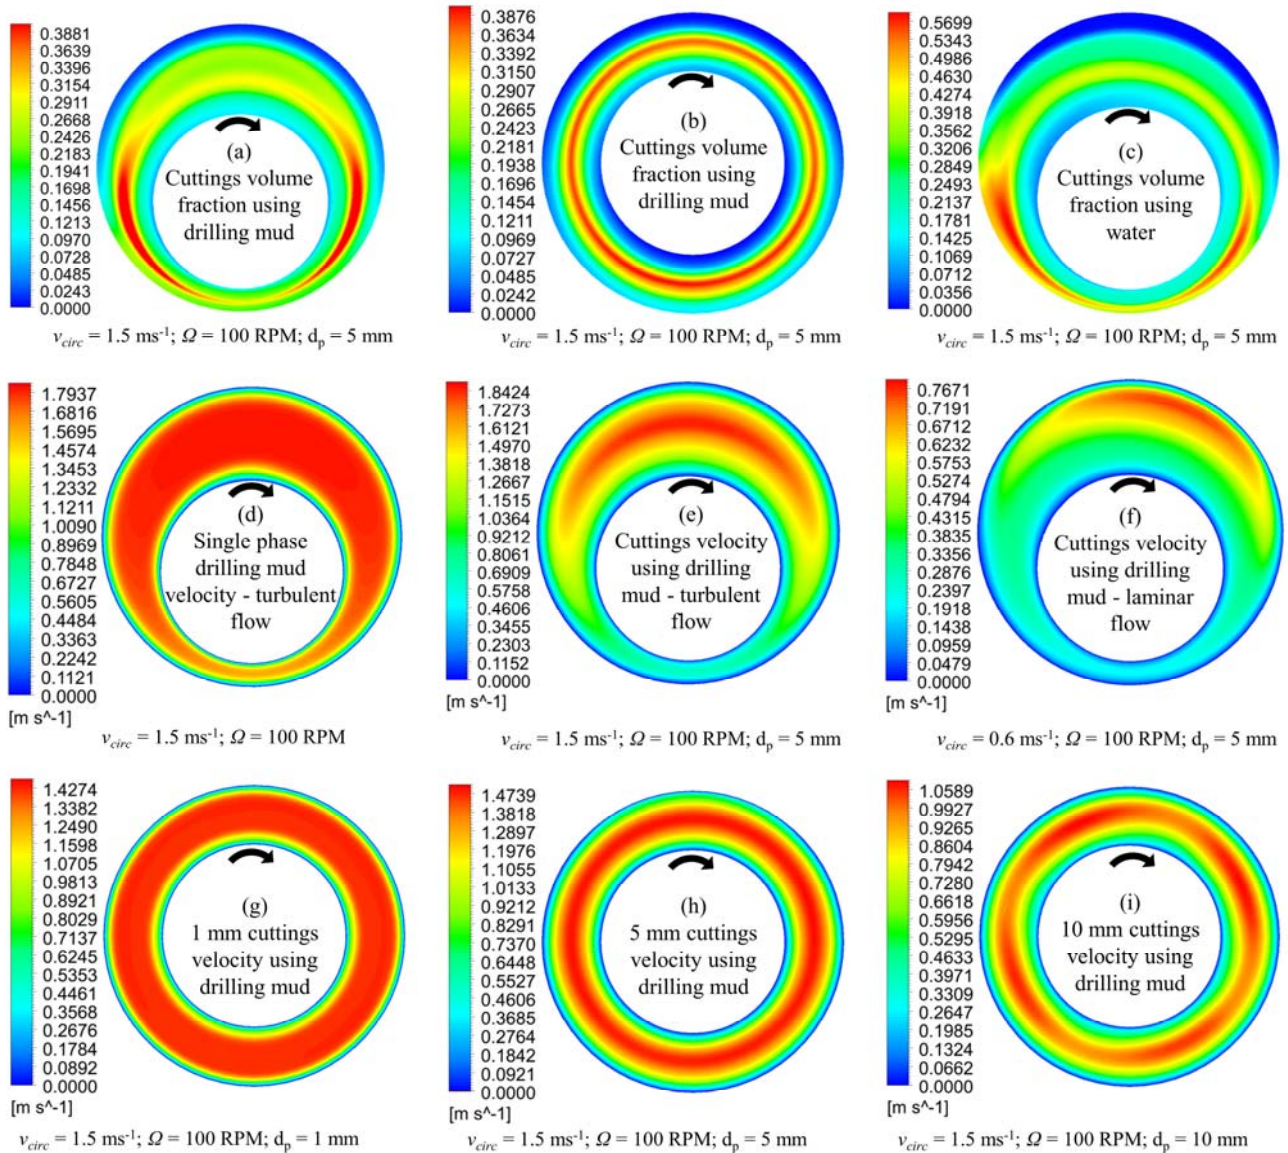 0.3881
0.3639
0.3396
0.3154
0.2911
0.2668
0.2426
0.2183
0.1941
0.1698
0.1456
0.1213
0.0970
0.0728
0.0485
0.0243
0.0000
(a)
Cuttings volume
fraction using
drilling mud
v_circ = 1.5 ms⁻¹; Ω = 100 RPM; d_p = 5 mm
0.3876
0.3634
0.3392
0.3150
0.2907
0.2665
0.2423
0.2181
0.1938
0.1696
0.1454
0.1211
0.0969
0.0727
0.0485
0.0242
0.0000
(b)
Cuttings volume
fraction using
drilling mud
v_circ = 1.5 ms⁻¹; Ω = 100 RPM; d_p = 5 mm
0.5699
0.5343
0.4986
0.4630
0.4274
0.3918
0.3562
0.3206
0.2849
0.2493
0.2137
0.1781
0.1425
0.1069
0.0712
0.0356
0.0000
(c)
Cuttings volume
fraction using
water
v_circ = 1.5 ms⁻¹; Ω = 100 RPM; d_p = 5 mm
1.7937
1.6816
1.5695
1.4574
1.3453
1.2332
1.1211
1.0090
0.8969
0.7848
0.6727
0.5605
0.4484
0.3363
0.2242
0.1121
0.0000
[m s^-1]
(d)
Single phase
drilling mud
velocity - turbulent
flow
v_circ = 1.5 ms⁻¹; Ω = 100 RPM
1.8424
1.7273
1.6121
1.4970
1.3818
1.2667
1.1515
1.0364
0.9212
0.8061
0.6909
0.5758
0.4606
0.3455
0.2303
0.1152
0.0000
[m s^-1]
(e)
Cuttings velocity
using drilling
mud - turbulent
flow
v_circ = 1.5 ms⁻¹; Ω = 100 RPM; d_p = 5 mm
0.7671
0.7191
0.6712
0.6232
0.5753
0.5274
0.4794
0.4315
0.3835
0.3356
0.2876
0.2397
0.1918
0.1438
0.0959
0.0479
0.0000
[m s^-1]
(f)
Cuttings velocity
using drilling
mud - laminar
flow
v_circ = 0.6 ms⁻¹; Ω = 100 RPM; d_p = 5 mm
1.4274
1.3382
1.2490
1.1598
1.0705
0.9813
0.8921
0.8029
0.7137
0.6245
0.5353
0.4461
0.3568
0.2676
0.1784
0.0892
0.0000
[m s^-1]
(g)
1 mm cuttings
velocity using
drilling mud
v_circ = 1.5 ms⁻¹; Ω = 100 RPM; d_p = 1 mm
1.4739
1.3818
1.2897
1.1976
1.1055
1.0133
0.9212
0.8291
0.7370
0.6448
0.5527
0.4606
0.3685
0.2764
0.1842
0.0921
0.0000
[m s^-1]
(h)
5 mm cuttings
velocity using
drilling mud
v_circ = 1.5 ms⁻¹; Ω = 100 RPM; d_p = 5 mm
1.0589
0.9927
0.9265
0.8604
0.7942
0.7280
0.6618
0.5956
0.5295
0.4633
0.3971
0.3309
0.2647
0.1985
0.1324
0.0662
0.0000
[m s^-1]
(i)
10 mm cuttings
velocity using
drilling mud
v_circ = 1.5 ms⁻¹; Ω = 100 RPM; d_p = 10 mm